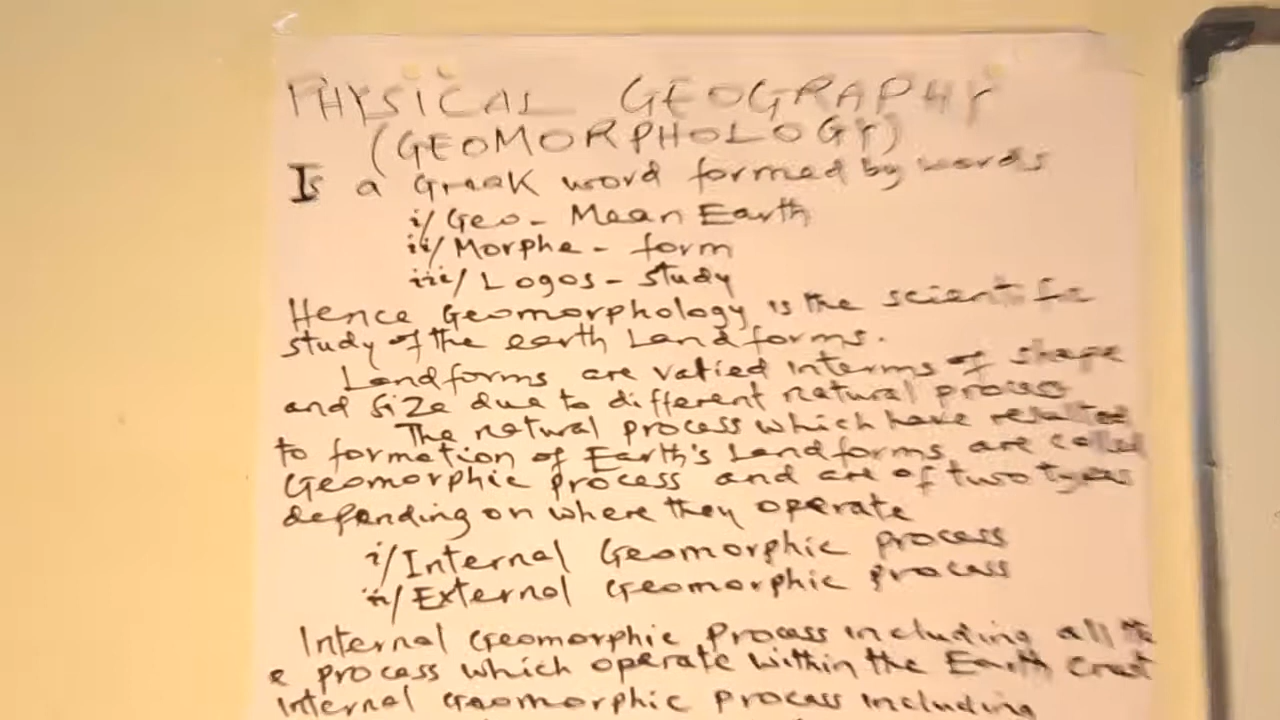 PHYSICAL GEOGRAPHY
(GEOMORPHOLOGY)
Is a Greek word formed by words
i/ Geo - Mean Earth
ii/ Morphe - form
iii/ Logos - study
Hence Geomorphology is the scientific
study of the earth Landforms.
Landforms are vatied interms of shape
and size due to different natural process
The natural process which have resulted
to formation of Earth's Landforms are called
Geomorphic process and are of two types
depending on where they operate
i/ Internal Geomorphic process
ii/ External Geomorphic process
Internal Geomorphic Process including all th
e process which operate within the Earth crust
Internal Geomorphic process including